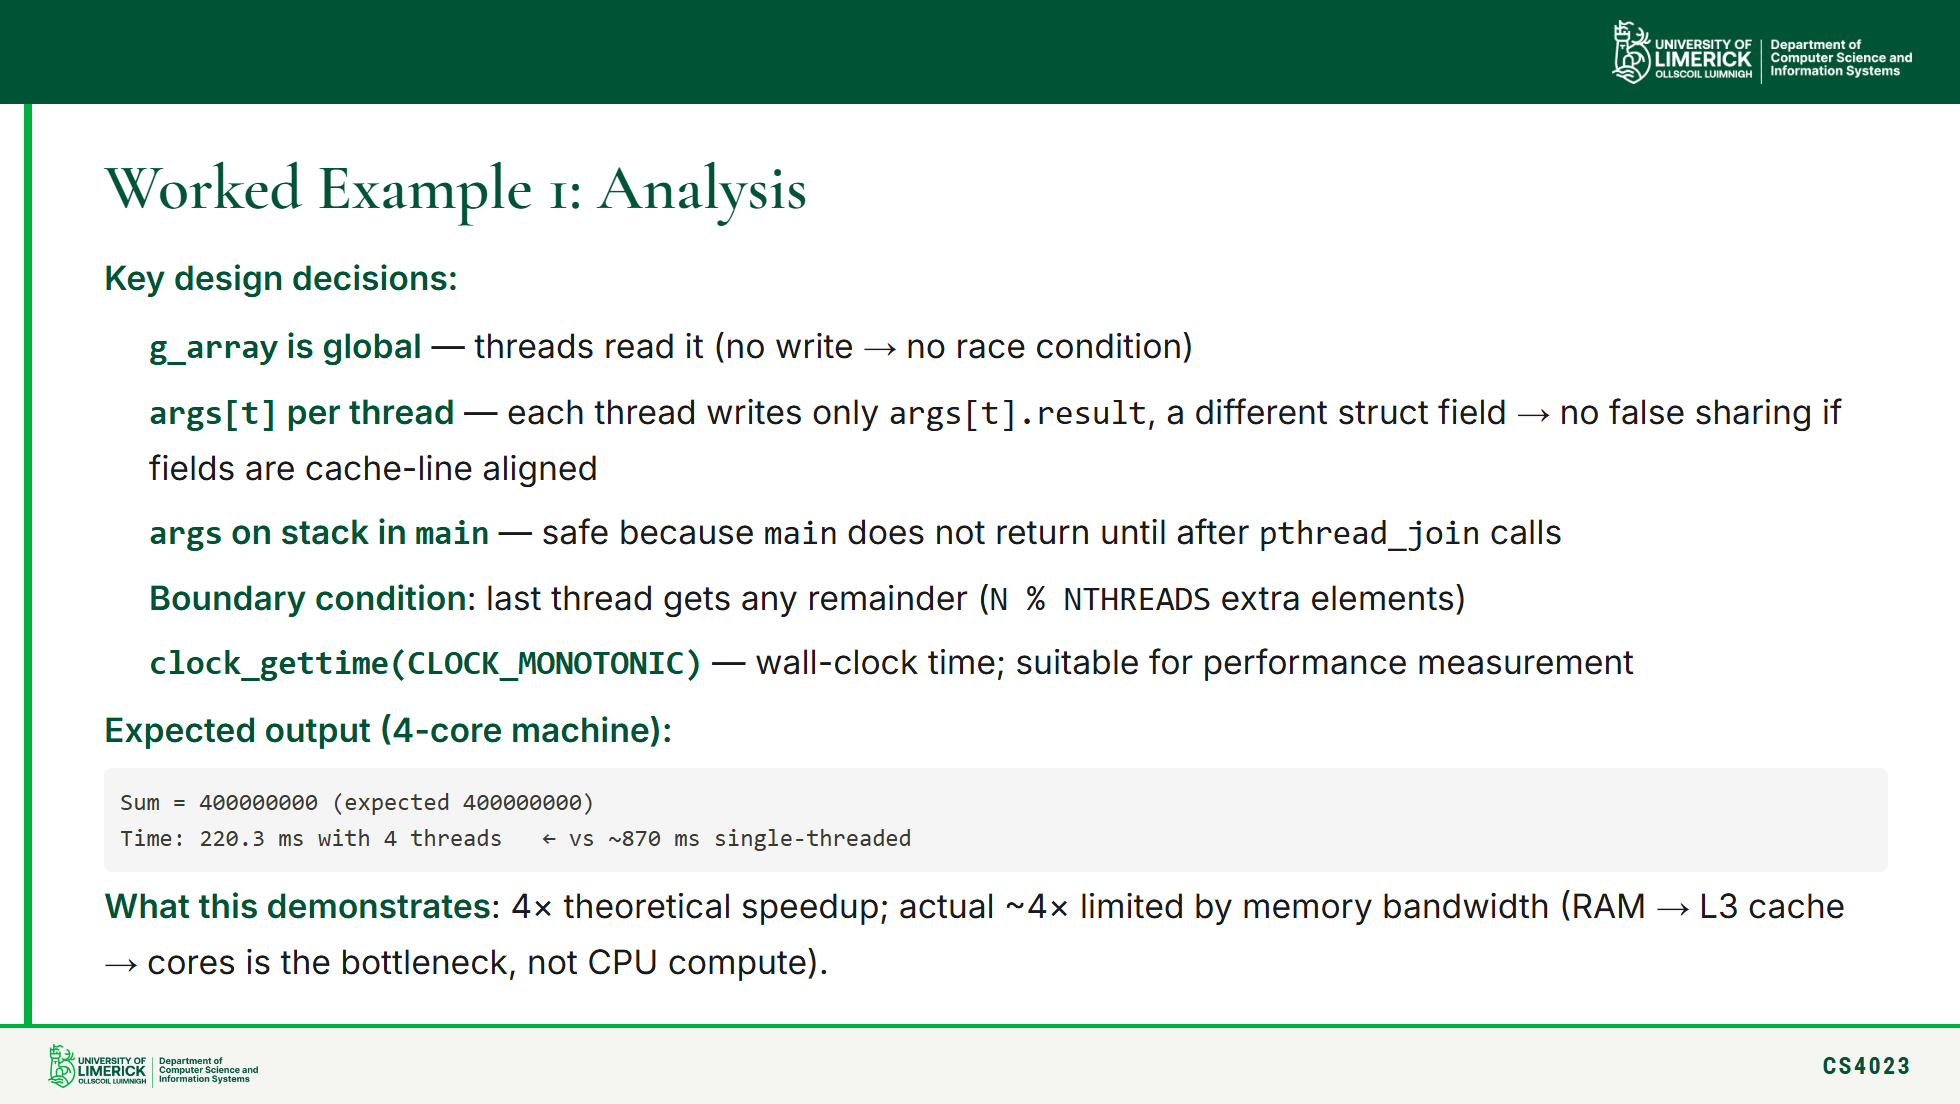 UNIVERSITY OF
LIMERICK
OLLSCOIL LUIMNIGH
Department of
Computer Science and
Information Systems
Worked Example 1: Analysis
Key design decisions:
g_array is global — threads read it (no write → no race condition)
args[t] per thread — each thread writes only args[t].result, a different struct field → no false sharing if
fields are cache-line aligned
args on stack in main — safe because main does not return until after pthread_join calls
Boundary condition: last thread gets any remainder (N % NTHREADS extra elements)
clock_gettime(CLOCK_MONOTONIC) — wall-clock time; suitable for performance measurement
Expected output (4-core machine):
Sum = 400000000 (expected 400000000)
Time: 220.3 ms with 4 threads   ← vs ~870 ms single-threaded
What this demonstrates: 4× theoretical speedup; actual ~4× limited by memory bandwidth (RAM → L3 cache
→ cores is the bottleneck, not CPU compute).
UNIVERSITY OF
LIMERICK
OLLSCOIL LUIMNIGH
Department of
Computer Science and
Information Systems
CS4023